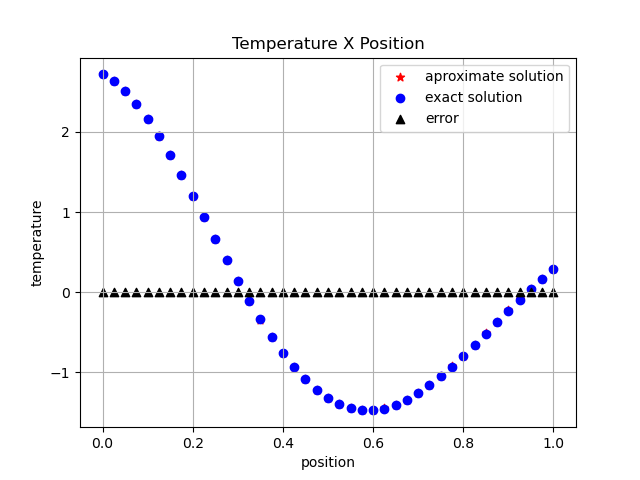 Temperature X Position
aproximate solution
exact solution
error
temperature
2
1
0
−1
0.0 0.2 0.4 0.6 0.8 1.0
position